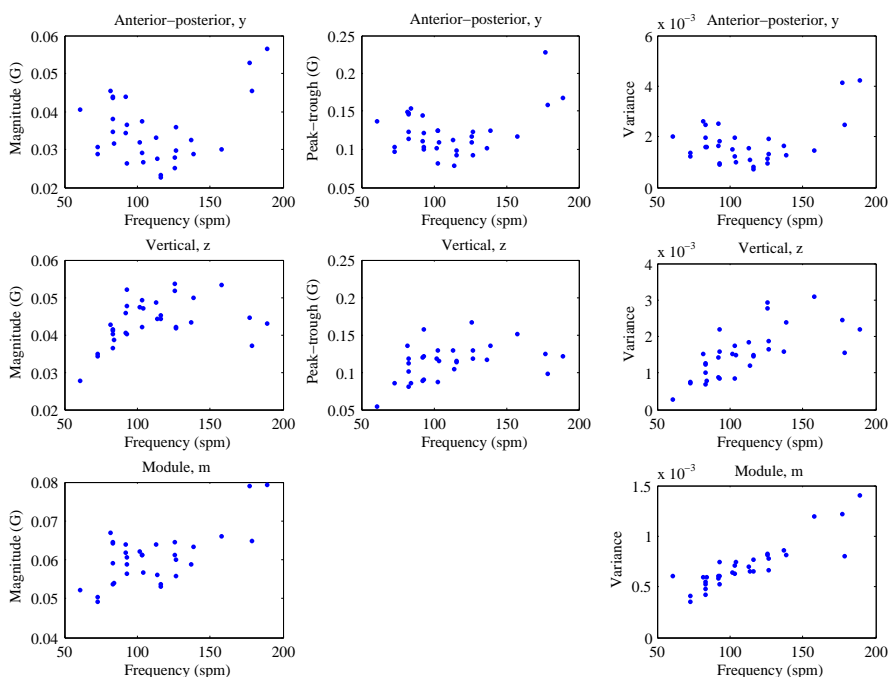 Anterior−posterior, y
0.06
0.05
0.04
0.03
0.02
Magnitude (G)
50 100 150 200
Frequency (spm)
Anterior−posterior, y
0.25
0.2
0.15
0.1
0.05
Peak−trough (G)
50 100 150 200
Frequency (spm)
x 10⁻³ Anterior−posterior, y
6
4
2
0
Variance
50 100 150 200
Frequency (spm)
Vertical, z
0.06
0.05
0.04
0.03
0.02
Magnitude (G)
50 100 150 200
Frequency (spm)
Vertical, z
0.25
0.2
0.15
0.1
0.05
Peak−trough (G)
50 100 150 200
Frequency (spm)
x 10⁻³ Vertical, z
4
3
2
1
0
Variance
50 100 150 200
Frequency (spm)
Module, m
0.08
0.07
0.06
0.05
0.04
Magnitude (G)
50 100 150 200
Frequency (spm)
x 10⁻³ Module, m
1.5
1
0.5
0
Variance
50 100 150 200
Frequency (spm)